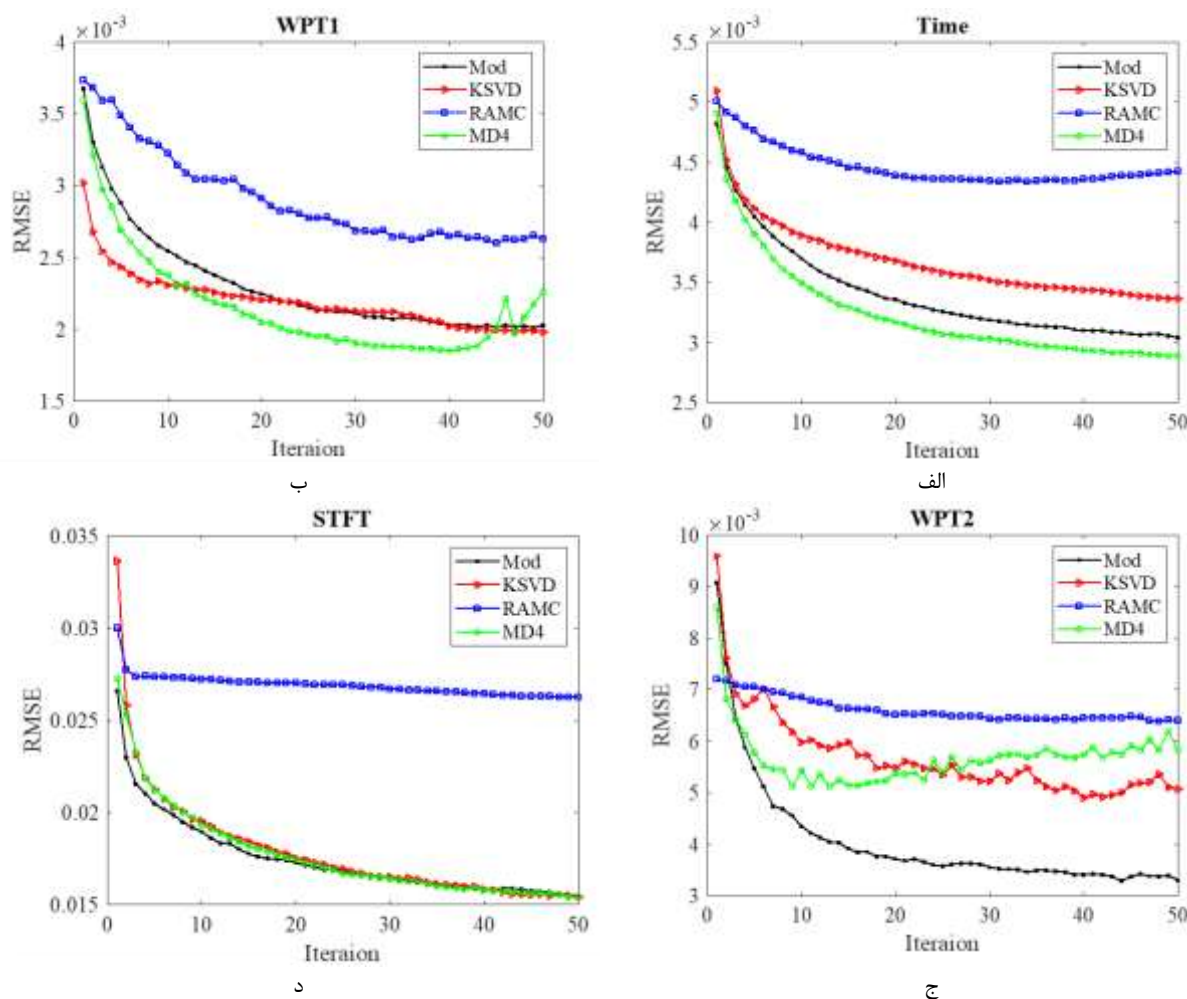 WPT1
×10⁻³
4
3.5
3
2.5
2
1.5
RMSE
Mod
KSVD
RAMC
MD4
0 10 20 30 40 50
Iteraion
ب
Time
×10⁻³
5.5
5
4.5
4
3.5
3
2.5
RMSE
Mod
KSVD
RAMC
MD4
0 10 20 30 40 50
Iteraion
الف
STFT
0.035
0.03
0.025
0.02
0.015
RMSE
Mod
KSVD
RAMC
MD4
0 10 20 30 40 50
Iteraion
د
WPT2
×10⁻³
10
9
8
7
6
5
4
3
RMSE
Mod
KSVD
RAMC
MD4
0 10 20 30 40 50
Iteraion
ج